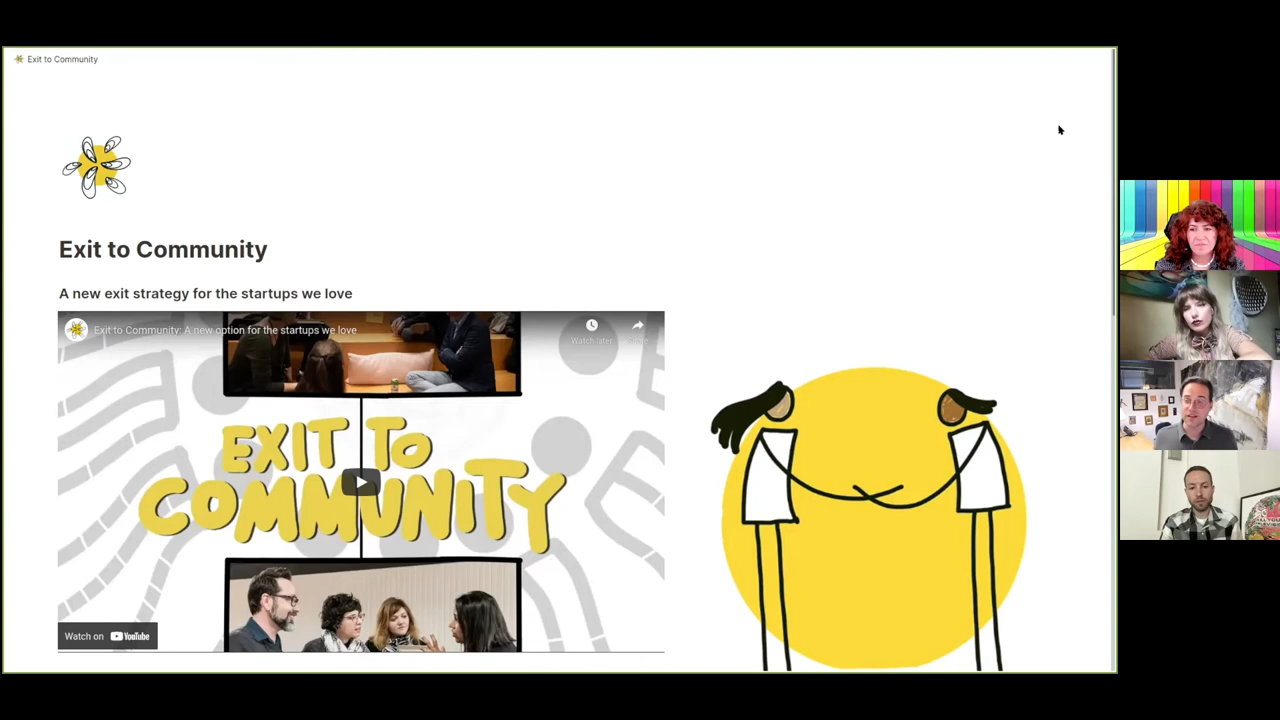 Exit to Community
Exit to Community
A new exit strategy for the startups we love
Exit to Community: A new option for the startups we love
Watch later
Share
EXIT TO
COMMUNITY
Watch on YouTube